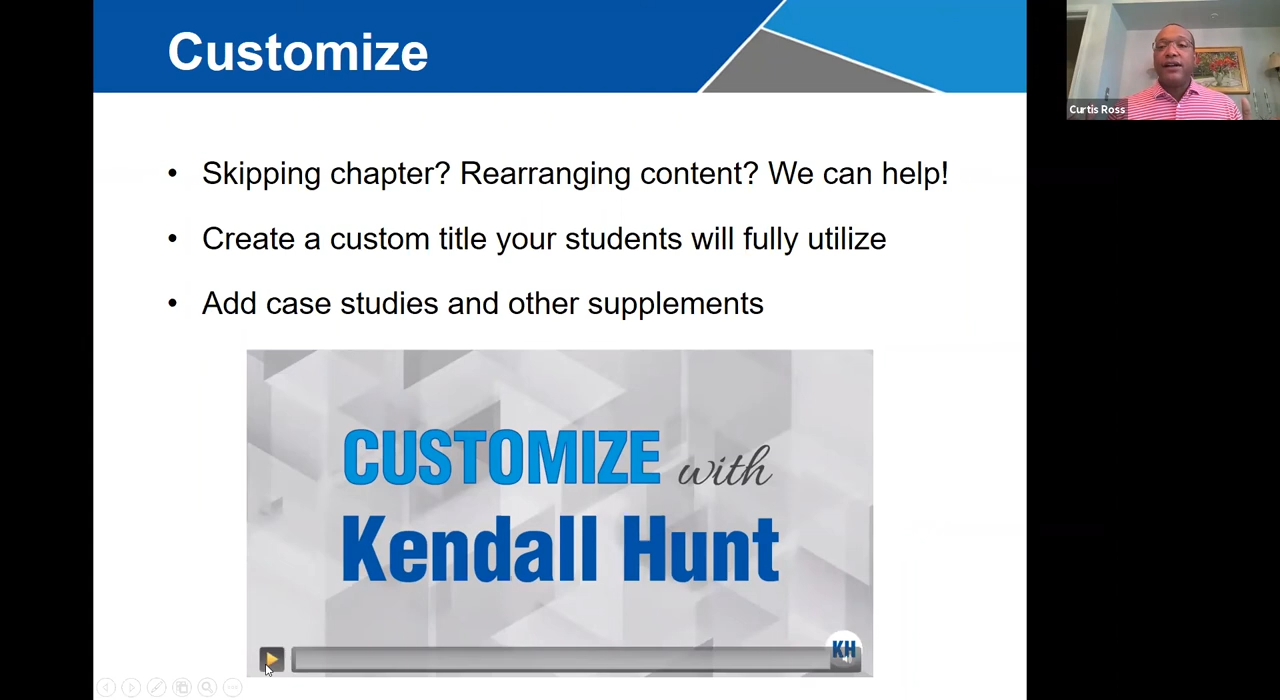 Customize
Curtis Ross
• Skipping chapter? Rearranging content? We can help!
• Create a custom title your students will fully utilize
• Add case studies and other supplements
CUSTOMIZE with
Kendall Hunt
KH